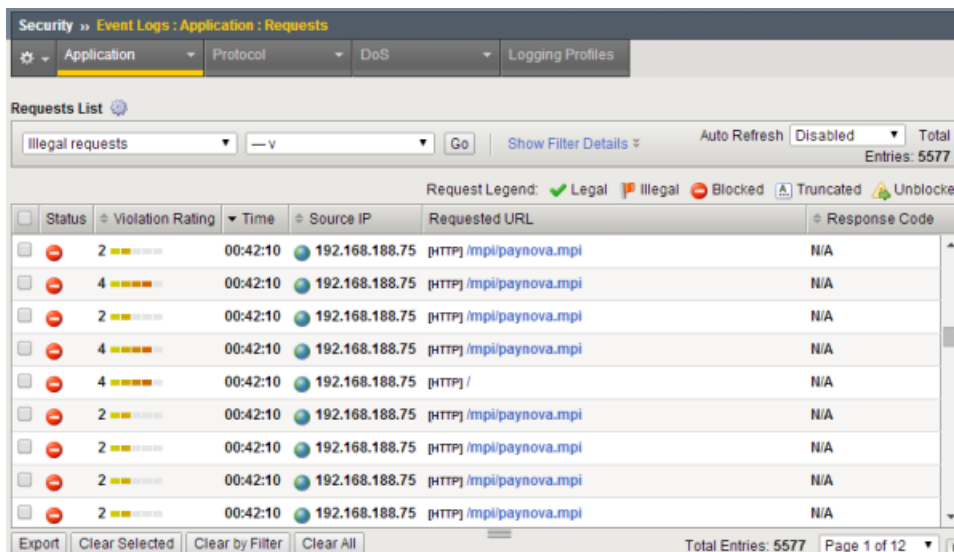 Security ›› Event Logs : Application : Requests
Application Protocol DoS Logging Profiles
Requests List
Illegal requests — v Go Show Filter Details Auto Refresh Disabled Total
Entries: 5577
Request Legend: Legal Illegal Blocked A Truncated Unblocke
Status Violation Rating Time Source IP Requested URL Response Code
2 00:42:10 192.168.188.75 [HTTP] /mpi/paynova.mpi N/A
4 00:42:10 192.168.188.75 [HTTP] /mpi/paynova.mpi N/A
2 00:42:10 192.168.188.75 [HTTP] /mpi/paynova.mpi N/A
4 00:42:10 192.168.188.75 [HTTP] /mpi/paynova.mpi N/A
4 00:42:10 192.168.188.75 [HTTP] / N/A
2 00:42:10 192.168.188.75 [HTTP] /mpi/paynova.mpi N/A
2 00:42:10 192.168.188.75 [HTTP] /mpi/paynova.mpi N/A
2 00:42:10 192.168.188.75 [HTTP] /mpi/paynova.mpi N/A
2 00:42:10 192.168.188.75 [HTTP] /mpi/paynova.mpi N/A
Export Clear Selected Clear by Filter Clear All Total Entries: 5577 Page 1 of 12